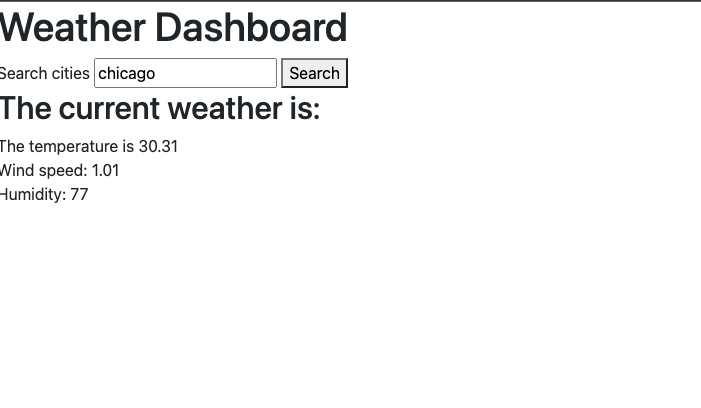 Weather Dashboard
Search cities chicago Search
The current weather is:
The temperature is 30.31
Wind speed: 1.01
Humidity: 77